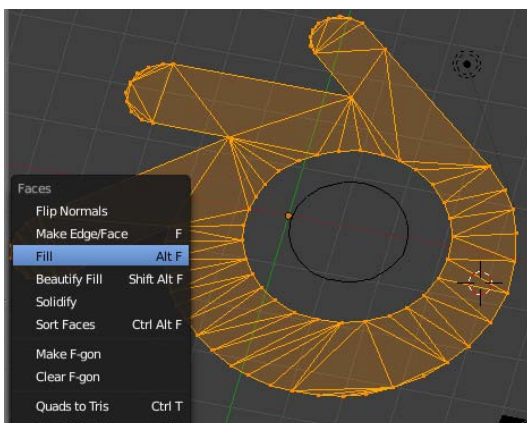 Faces
Flip Normals
Make Edge/Face F
Fill Alt F
Beautify Fill Shift Alt F
Solidify
Sort Faces Ctrl Alt F
Make F-gon
Clear F-gon
Quads to Tris Ctrl T